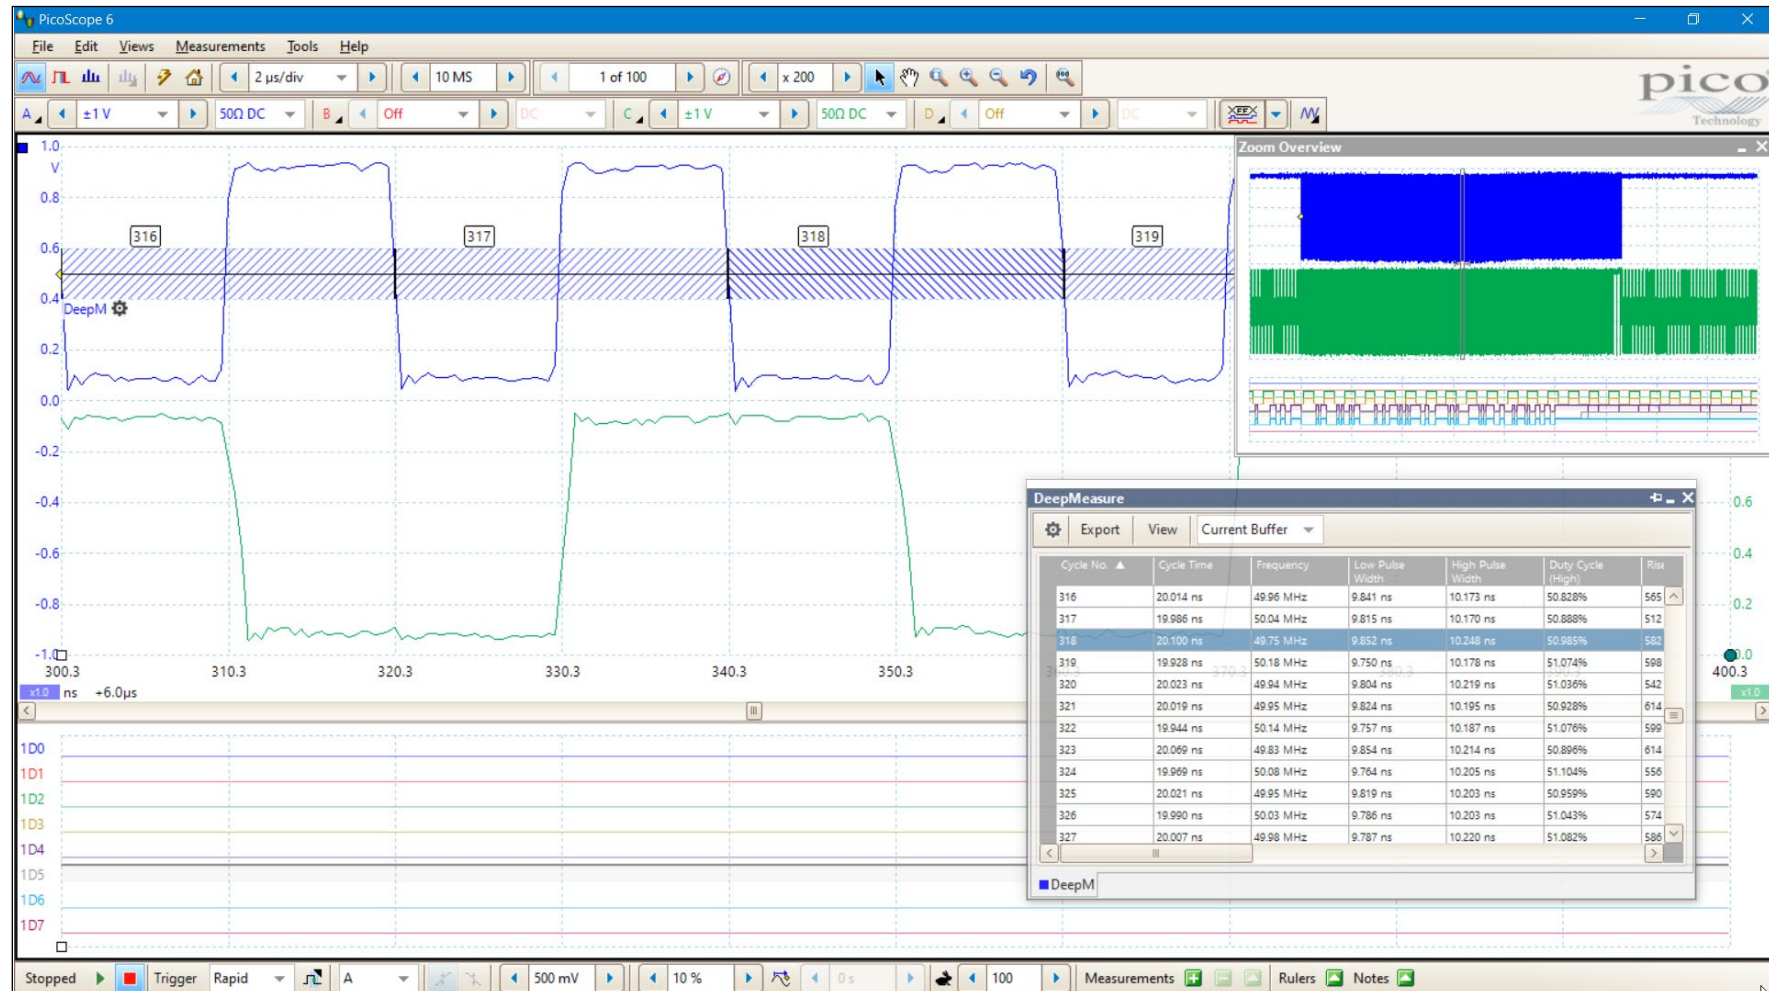 PicoScope 6
File Edit Views Measurements Tools Help
2 µs/div 10 MS 1 of 100 x 200
pico
Technology
A ±1 V 50Ω DC B Off DC C ±1 V 50Ω DC D Off DC
1.0
V
0.8
0.6
0.4
0.2
0.0
-0.2
-0.4
-0.6
-0.8
-1.0
316 317 318 319
DeepM
Zoom Overview
0.6
0.4
0.2
0.0
300.3 310.3 320.3 330.3 340.3 350.3 370.3 400.3
x1.0 ns +6.0µs
x1.0
DeepMeasure
Export View Current Buffer
Cycle No. Cycle Time Frequency Low Pulse Width High Pulse Width Duty Cycle (High) Rise
316 20.014 ns 49.96 MHz 9.841 ns 10.173 ns 50.828% 565
317 19.986 ns 50.04 MHz 9.815 ns 10.170 ns 50.888% 512
318 20.100 ns 49.75 MHz 9.852 ns 10.248 ns 50.985% 582
319 19.928 ns 50.18 MHz 9.750 ns 10.178 ns 51.074% 598
320 20.023 ns 49.94 MHz 9.804 ns 10.219 ns 51.036% 542
321 20.019 ns 49.95 MHz 9.824 ns 10.195 ns 50.928% 614
322 19.944 ns 50.14 MHz 9.757 ns 10.187 ns 51.076% 599
323 20.069 ns 49.83 MHz 9.854 ns 10.214 ns 50.896% 614
324 19.969 ns 50.08 MHz 9.764 ns 10.205 ns 51.104% 556
325 20.021 ns 49.95 MHz 9.819 ns 10.203 ns 50.959% 590
326 19.990 ns 50.03 MHz 9.786 ns 10.203 ns 51.043% 574
327 20.007 ns 49.98 MHz 9.787 ns 10.220 ns 51.082% 586
DeepM
1D0
1D1
1D2
1D3
1D4
1D5
1D6
1D7
Stopped Trigger Rapid A 500 mV 10 % 0 s 100 Measurements Rulers Notes